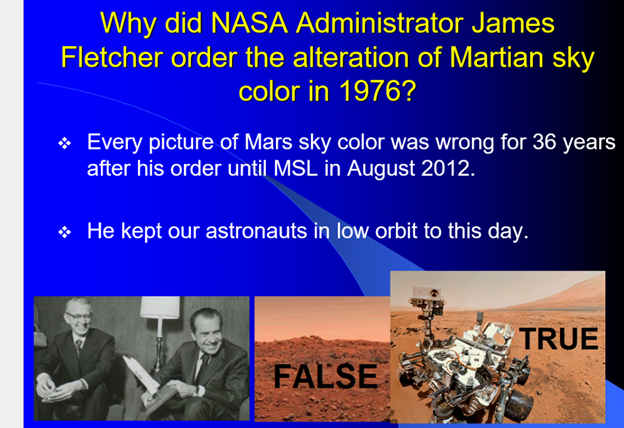 Why did NASA Administrator James
Fletcher order the alteration of Martian sky
color in 1976?
Every picture of Mars sky color was wrong for 36 years
after his order until MSL in August 2012.
He kept our astronauts in low orbit to this day.
FALSE
TRUE